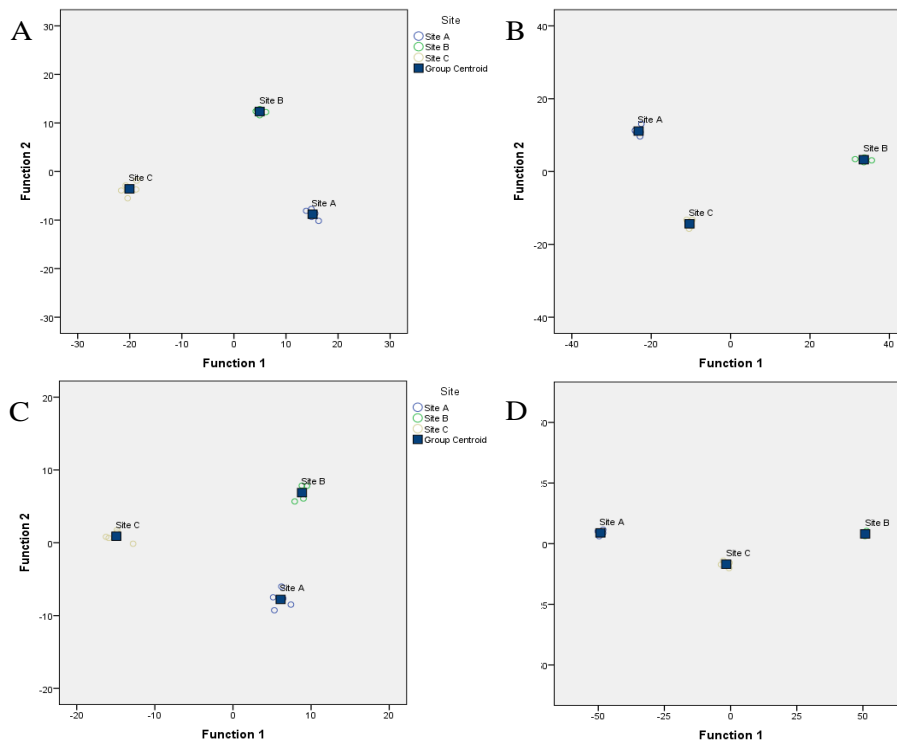 A
Site
Site A
Site B
Site C
Group Centroid
Function 2
30
20
10
0
-10
-20
-30
Site B
Site C
Site A
-30 -20 -10 0 10 20 30
Function 1
B
Function 2
40
20
0
-20
-40
Site A
Site B
Site C
-40 -20 0 20 40
Function 1
C
Site
Site A
Site B
Site C
Group Centroid
Function 2
20
10
0
-10
-20
Site B
Site C
Site A
-20 -10 0 10 20
Function 1
D
0
Site A
Site B
Site C
-50 -25 0 25 50
Function 1